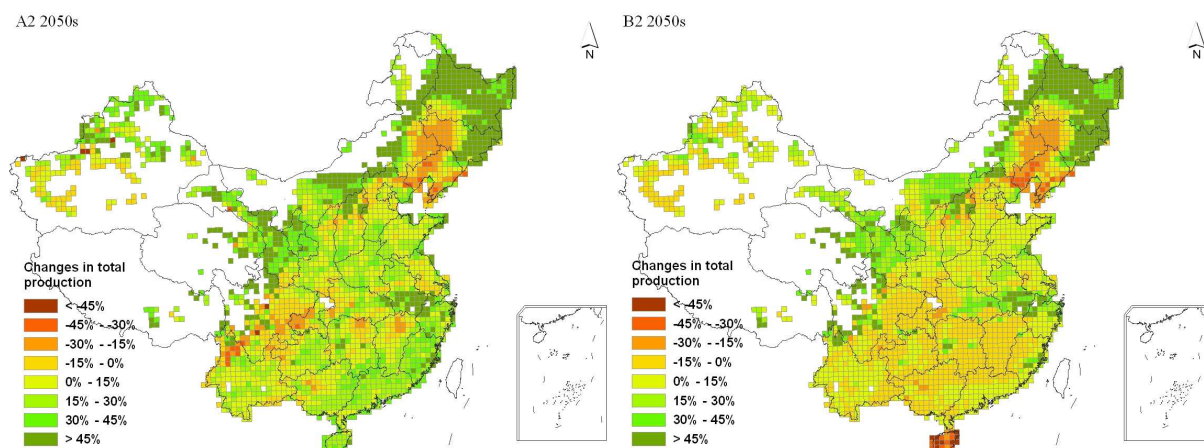 A2 2050s
N
Changes in total
production
< -45%
-45% - -30%
-30% - -15%
-15% - 0%
0% - 15%
15% - 30%
30% - 45%
> 45%
B2 2050s
N
Changes in total
production
< -45%
-45% - -30%
-30% - -15%
-15% - 0%
0% - 15%
15% - 30%
30% - 45%
> 45%